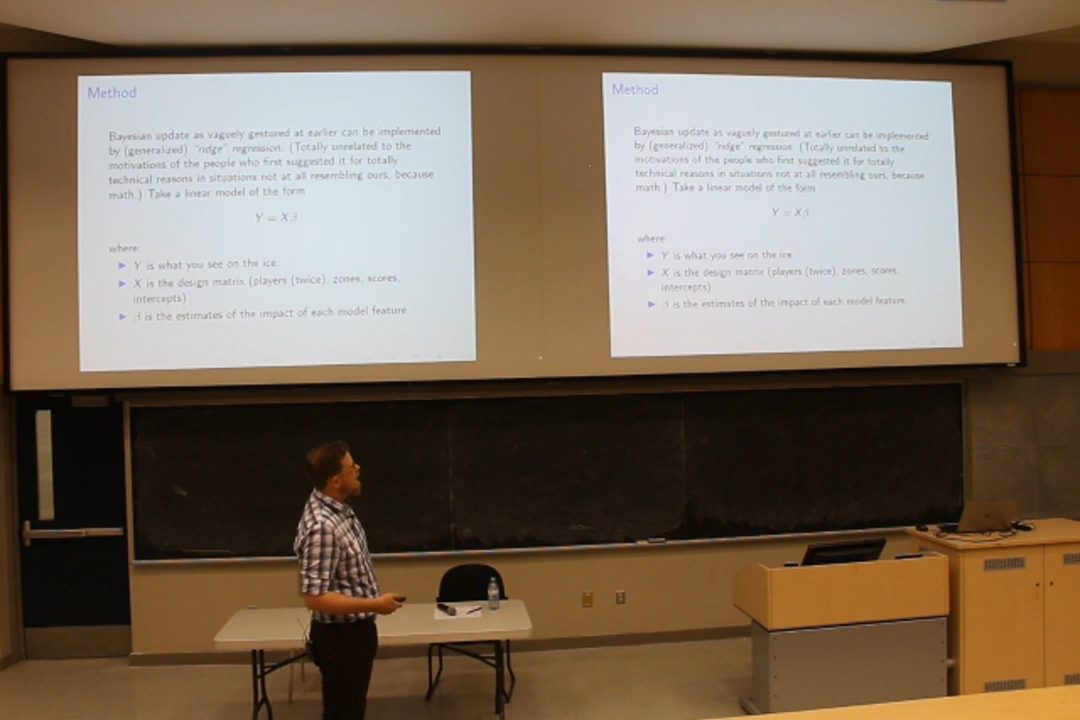 Method
Bayesian update as vaguely gestured at earlier can be implemented
by (generalized) "ridge" regression. (Totally unrelated to the
motivations of the people who first suggested it for totally
technical reasons in situations not at all resembling ours, because
math.) Take a linear model of the form
Y = Xβ
where:
▶ Y is what you see on the ice.
▶ X is the design matrix (players (twice), zones, scores,
intercepts)
▶ β is the estimates of the impact of each model feature.
Method
Bayesian update as vaguely gestured at earlier can be implemented
by (generalized) "ridge" regression. (Totally unrelated to the
motivations of the people who first suggested it for totally
technical reasons in situations not at all resembling ours, because
math.) Take a linear model of the form
Y = Xβ
where:
▶ Y is what you see on the ice.
▶ X is the design matrix (players (twice), zones, scores,
intercepts)
▶ β is the estimates of the impact of each model feature.